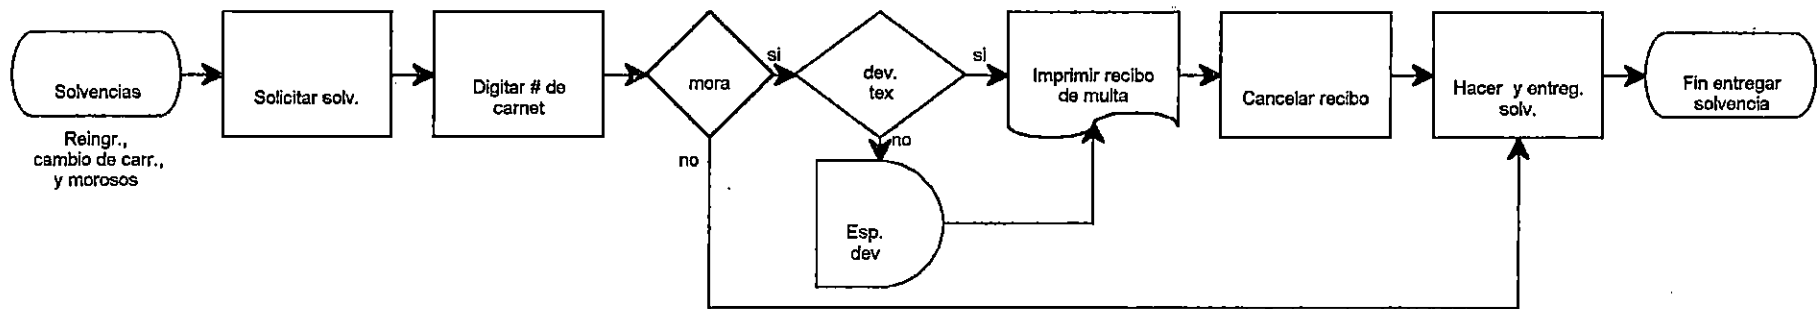 Solvencias
Reingr.,
cambio de carr.,
y morosos
Solicitar solv.
Digitar # de
carnet
mora
si
no
dev.
tex
si
no
Esp.
dev
Imprimir recibo
de multa
Cancelar recibo
Hacer y entreg.
solv.
Fin entregar
solvencia